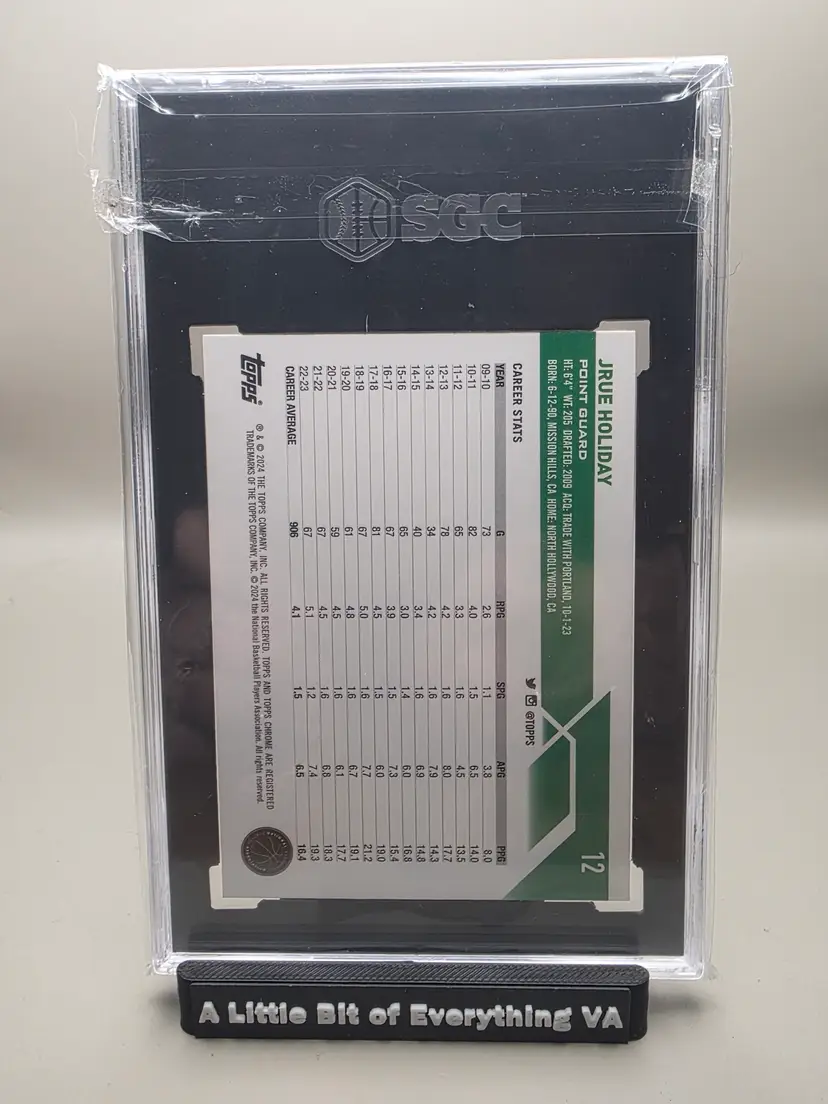 SGC
JRUE HOLIDAY
POINT GUARD
HT: 6'4" WT: 205 DRAFTED: 2009 ACQ: TRADE WITH PORTLAND, 10-1-23
BORN: 6-12-90, MISSION HILLS, CA HOME: NORTH HOLLYWOOD, CA
12
@TOPPS
CAREER STATS
YEAR G RPG SPG APG PPG
09-10 73 2.6 1.1 3.8 8.0
10-11 82 4.0 1.5 6.5 14.0
11-12 65 3.3 1.6 4.5 13.5
12-13 78 4.2 1.6 8.0 17.7
13-14 34 4.2 1.6 7.9 14.3
14-15 40 3.4 1.6 6.9 14.8
15-16 65 3.0 1.4 6.0 16.8
16-17 67 3.9 1.5 7.3 15.4
17-18 81 4.5 1.5 6.0 19.0
18-19 67 5.0 1.6 7.7 21.2
19-20 61 4.8 1.6 6.7 19.1
20-21 59 4.5 1.6 6.1 17.7
21-22 67 4.5 1.6 6.8 18.3
22-23 67 5.1 1.2 7.4 19.3
CAREER AVERAGE 906 4.1 1.5 6.5 16.4
topps®
® & © 2024 THE TOPPS COMPANY, INC. ALL RIGHTS RESERVED. TOPPS AND TOPPS CHROME ARE REGISTERED
TRADEMARKS OF THE TOPPS COMPANY, INC. © 2024 the National Basketball Players Association. All rights reserved.
A Little Bit of Everything VA